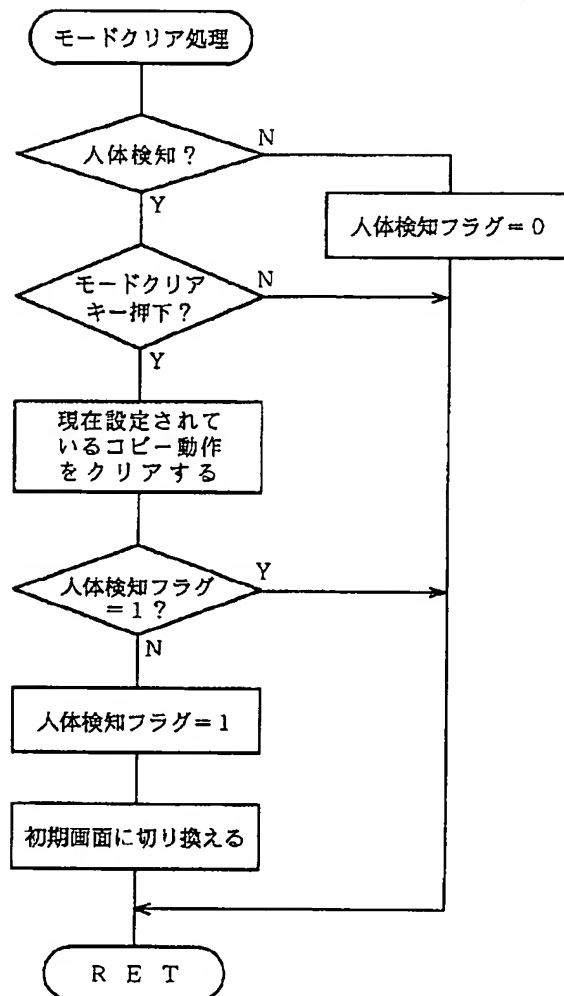 モードクリア処理
人体検知?
N
Y
人体検知フラグ=0
モードクリア
キー押下?
N
Y
現在設定されて
いるコピー動作
をクリアする
人体検知フラグ
=1?
Y
N
人体検知フラグ=1
初期画面に切り換える
RET